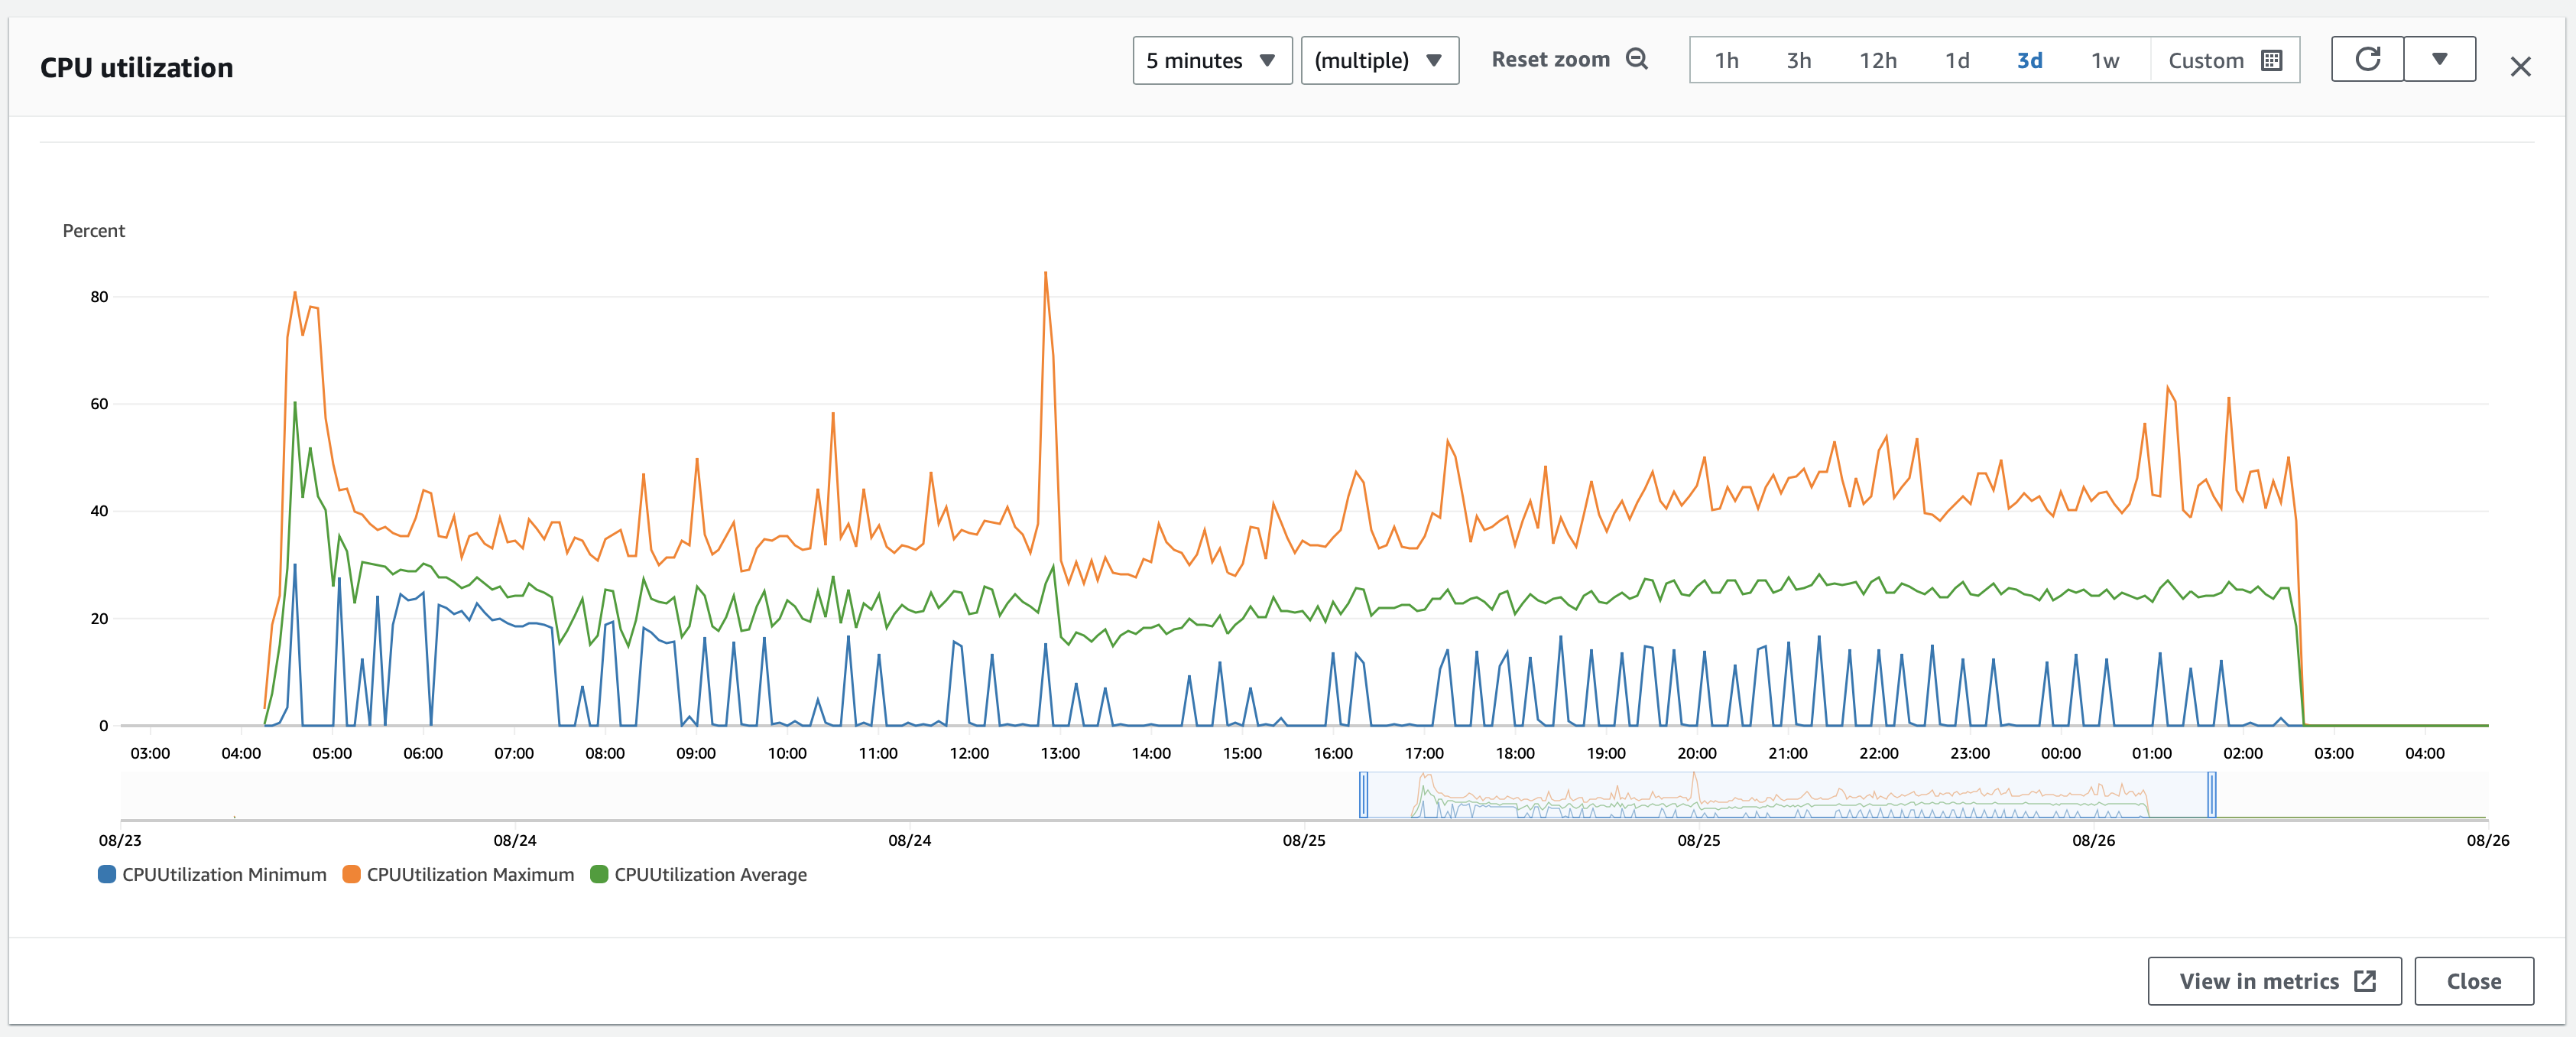 CPU utilization
5 minutes
(multiple)
Reset zoom
1h 3h 12h 1d 3d 1w Custom
Percent
80
60
40
20
0
03:00 04:00 05:00 06:00 07:00 08:00 09:00 10:00 11:00 12:00 13:00 14:00 15:00 16:00 17:00 18:00 19:00 20:00 21:00 22:00 23:00 00:00 01:00 02:00 03:00 04:00
08/23 08/24 08/24 08/25 08/25 08/26 08/26
CPUUtilization Minimum CPUUtilization Maximum CPUUtilization Average
View in metrics
Close